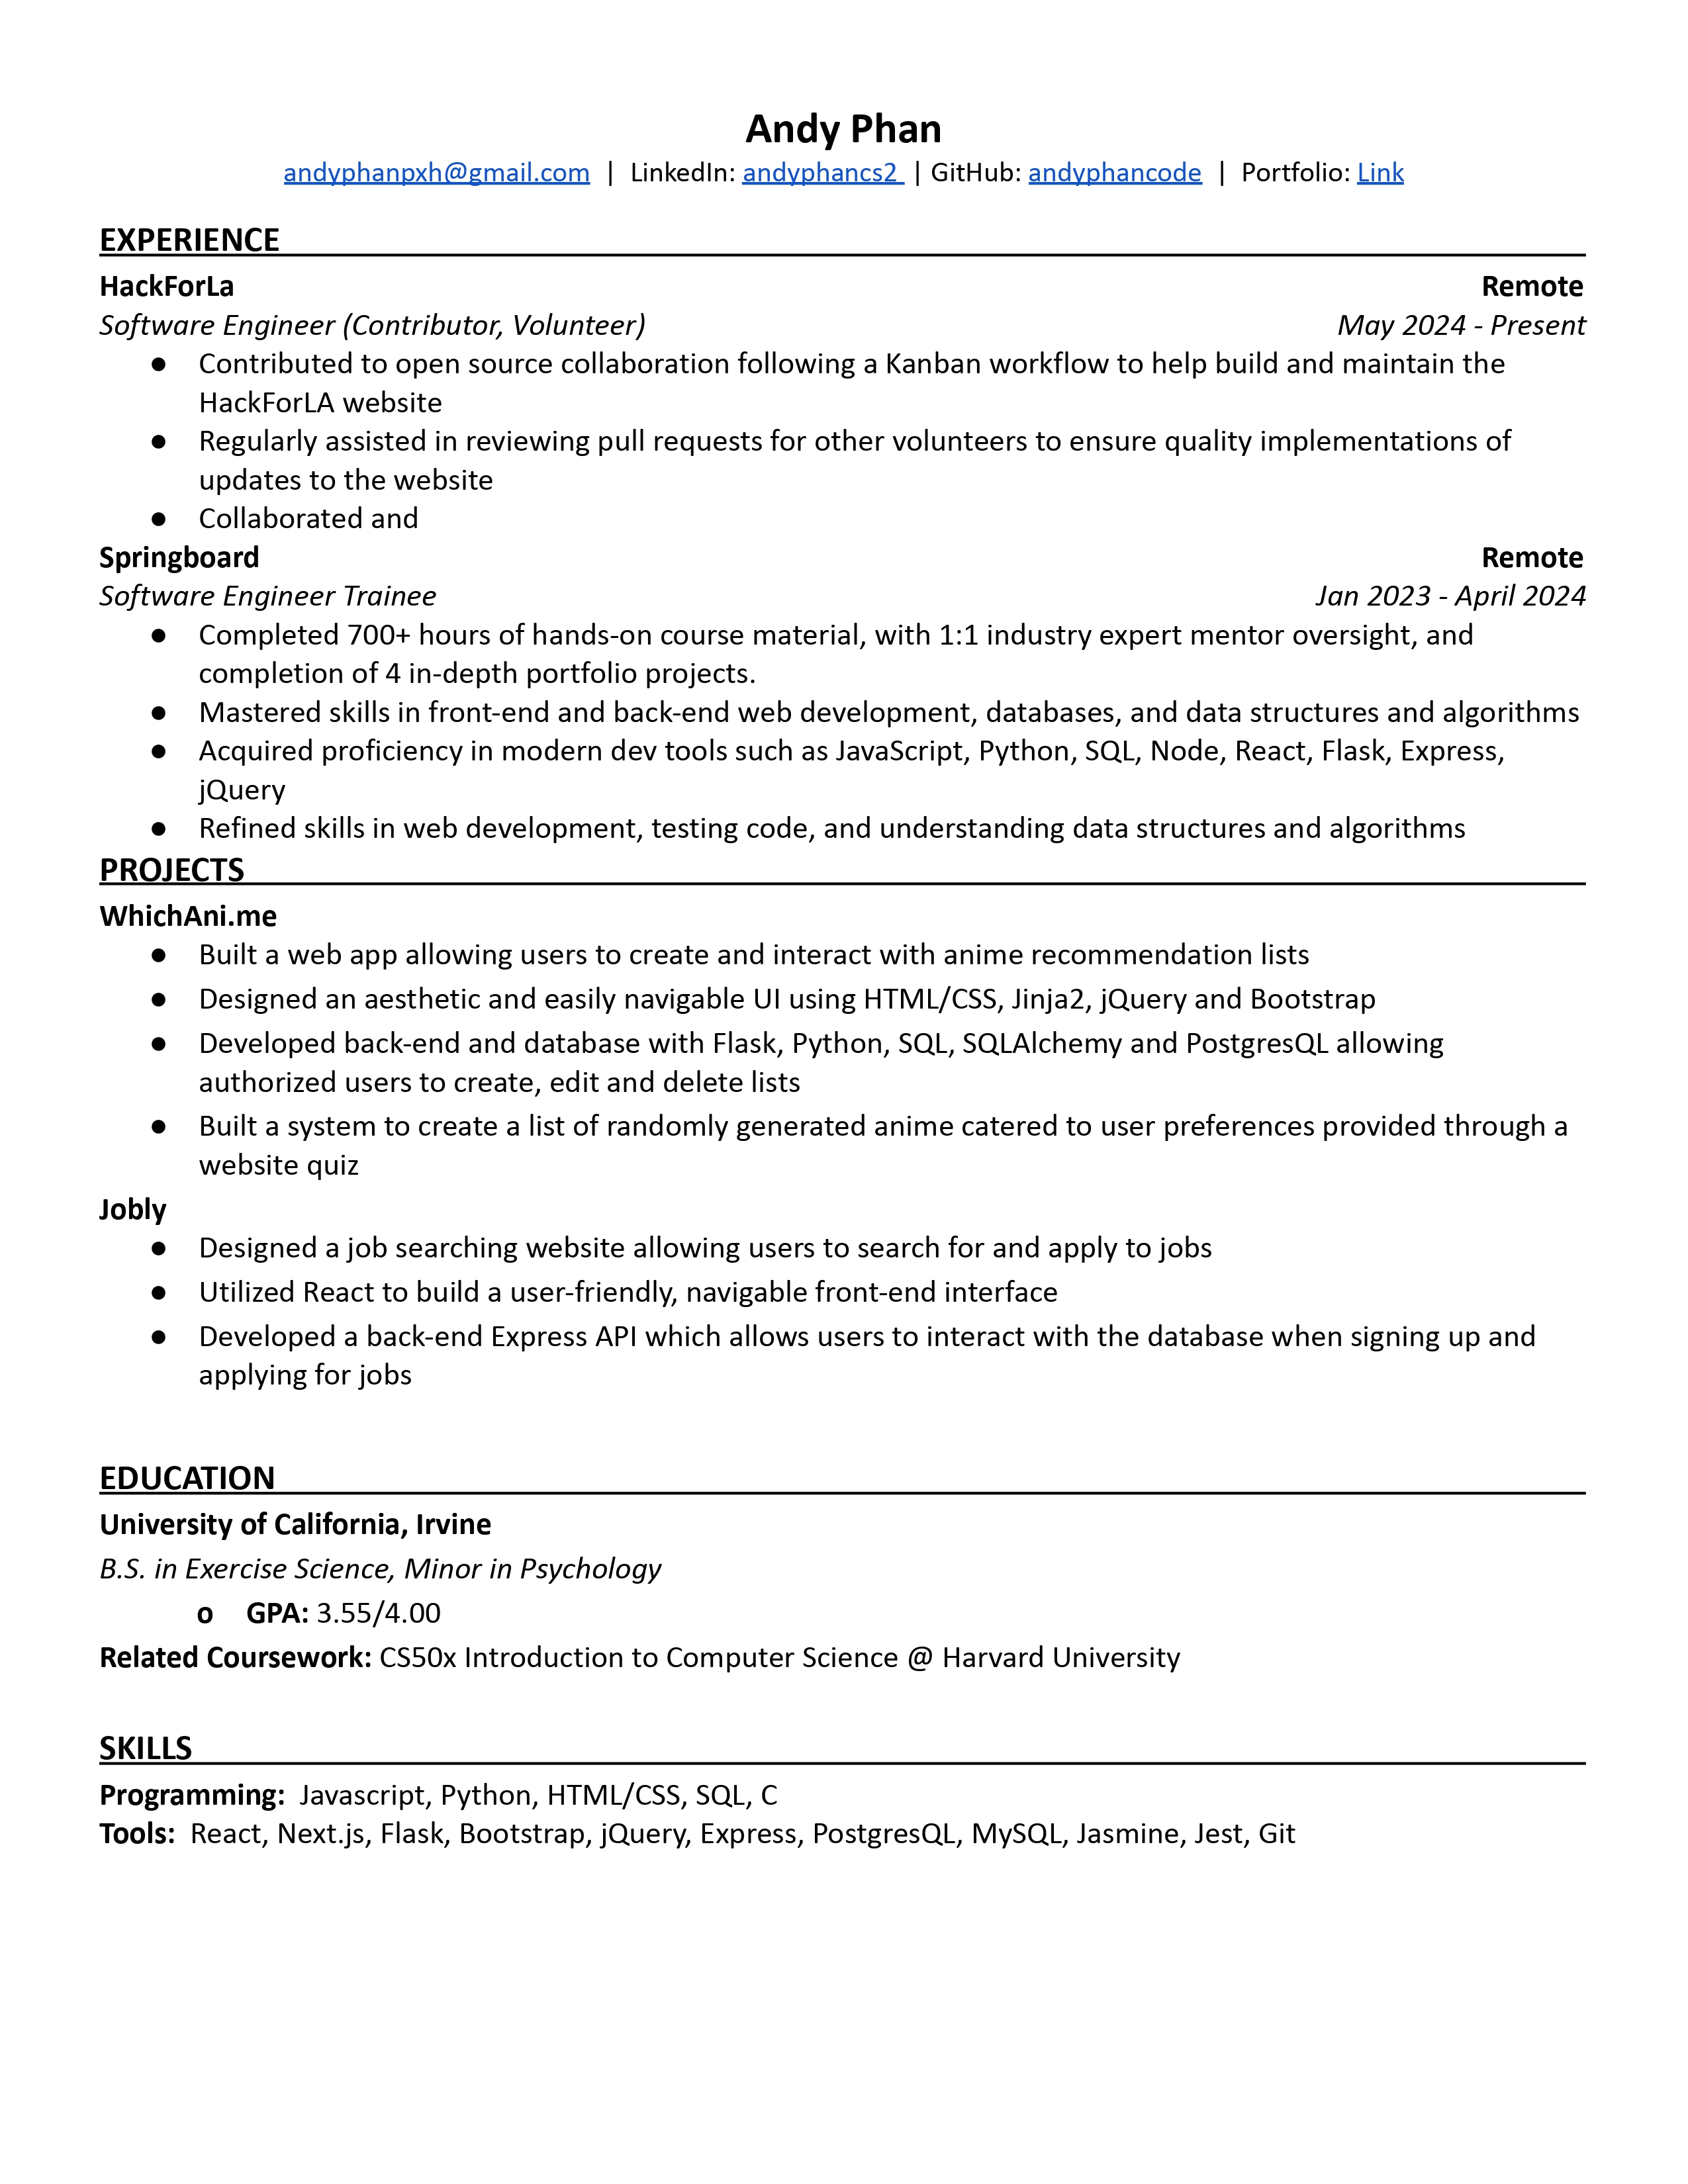 Andy Phan
andyphanpxh@gmail.com | LinkedIn: andyphancs2 | GitHub: andyphancode | Portfolio: Link
EXPERIENCE
HackForLa Remote
Software Engineer (Contributor, Volunteer) May 2024 - Present
● Contributed to open source collaboration following a Kanban workflow to help build and maintain the
HackForLA website
● Regularly assisted in reviewing pull requests for other volunteers to ensure quality implementations of
updates to the website
● Collaborated and
Springboard Remote
Software Engineer Trainee Jan 2023 - April 2024
● Completed 700+ hours of hands-on course material, with 1:1 industry expert mentor oversight, and
completion of 4 in-depth portfolio projects.
● Mastered skills in front-end and back-end web development, databases, and data structures and algorithms
● Acquired proficiency in modern dev tools such as JavaScript, Python, SQL, Node, React, Flask, Express,
jQuery
● Refined skills in web development, testing code, and understanding data structures and algorithms
PROJECTS
WhichAni.me
● Built a web app allowing users to create and interact with anime recommendation lists
● Designed an aesthetic and easily navigable UI using HTML/CSS, Jinja2, jQuery and Bootstrap
● Developed back-end and database with Flask, Python, SQL, SQLAlchemy and PostgresQL allowing
authorized users to create, edit and delete lists
● Built a system to create a list of randomly generated anime catered to user preferences provided through a
website quiz
Jobly
● Designed a job searching website allowing users to search for and apply to jobs
● Utilized React to build a user-friendly, navigable front-end interface
● Developed a back-end Express API which allows users to interact with the database when signing up and
applying for jobs
EDUCATION
University of California, Irvine
B.S. in Exercise Science, Minor in Psychology
o GPA: 3.55/4.00
Related Coursework: CS50x Introduction to Computer Science @ Harvard University
SKILLS
Programming: Javascript, Python, HTML/CSS, SQL, C
Tools: React, Next.js, Flask, Bootstrap, jQuery, Express, PostgresQL, MySQL, Jasmine, Jest, Git